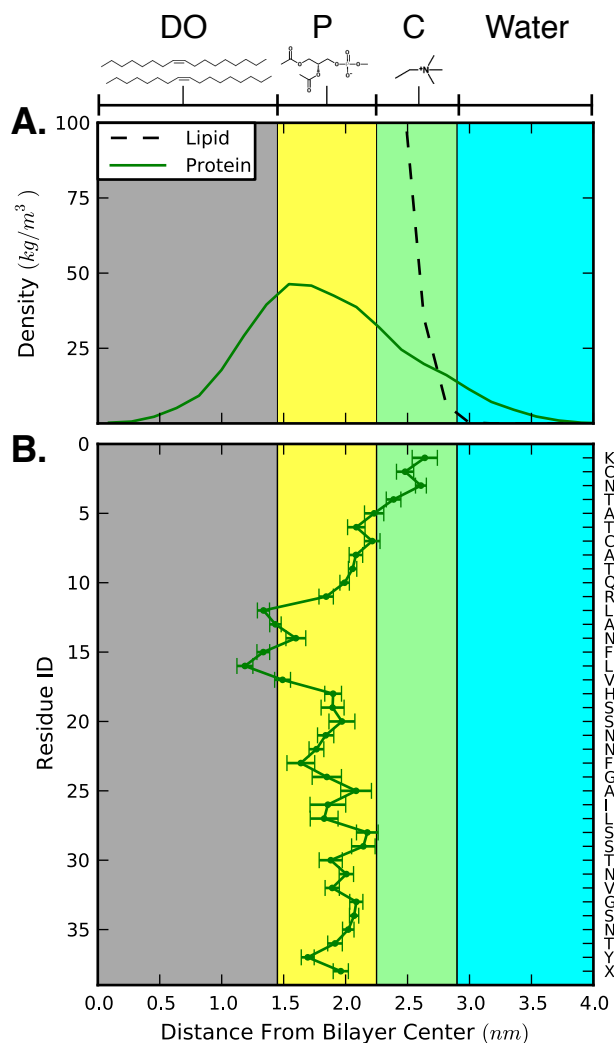 DO P C Water
A.
Lipid
Protein
100
75
50
25
Density (kg/m³)
B.
0
5
10
15
20
25
30
35
Residue ID
K
C
N
T
A
T
C
A
T
Q
R
L
A
N
F
L
V
H
S
S
N
N
F
G
A
I
L
S
S
T
N
V
G
S
N
T
Y
X
0.0 0.5 1.0 1.5 2.0 2.5 3.0 3.5 4.0
Distance From Bilayer Center (nm)